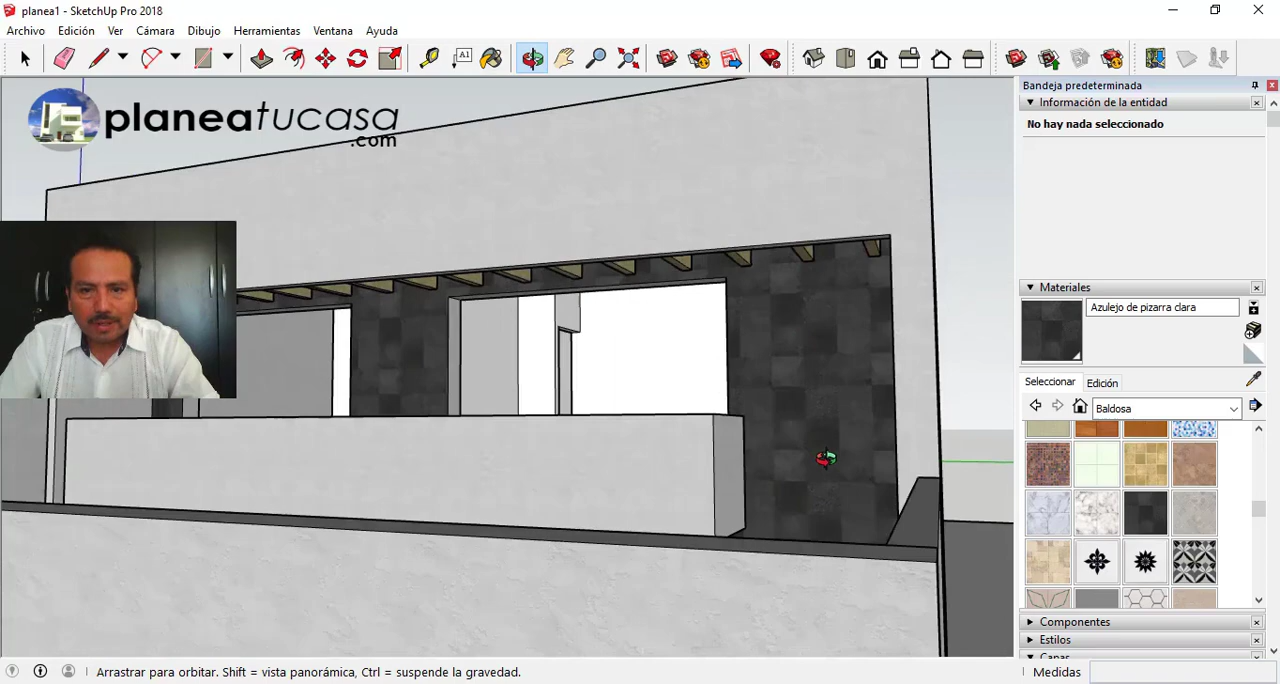 planea1 - SketchUp Pro 2018
Archivo Edición Ver Cámara Dibujo Herramientas Ventana Ayuda
A1
Bandeja predeterminada
Información de la entidad
No hay nada seleccionado
planeatucasa
.com
Materiales
Azulejo de pizarra clara
Seleccionar Edición
Baldosa
Componentes
Estilos
Capas
Arrastrar para orbitar. Shift = vista panorámica, Ctrl = suspende la gravedad.
Medidas